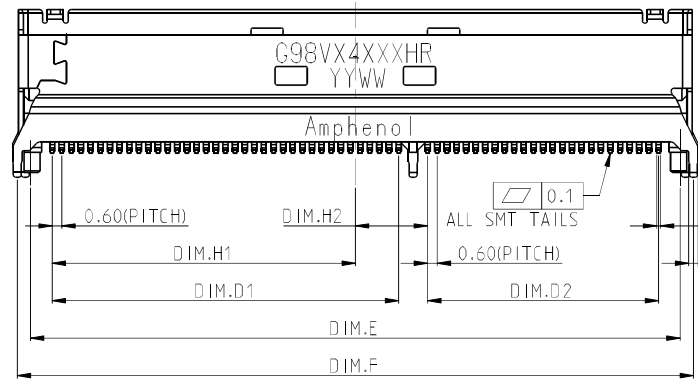 G98VX4XXXHR
YYWW
Amphenol
0.1
ALL SMT TAILS
0.60(PITCH)
DIM.H2
DIM.H1
0.60(PITCH)
DIM.D1
DIM.D2
DIM.E
DIM.F